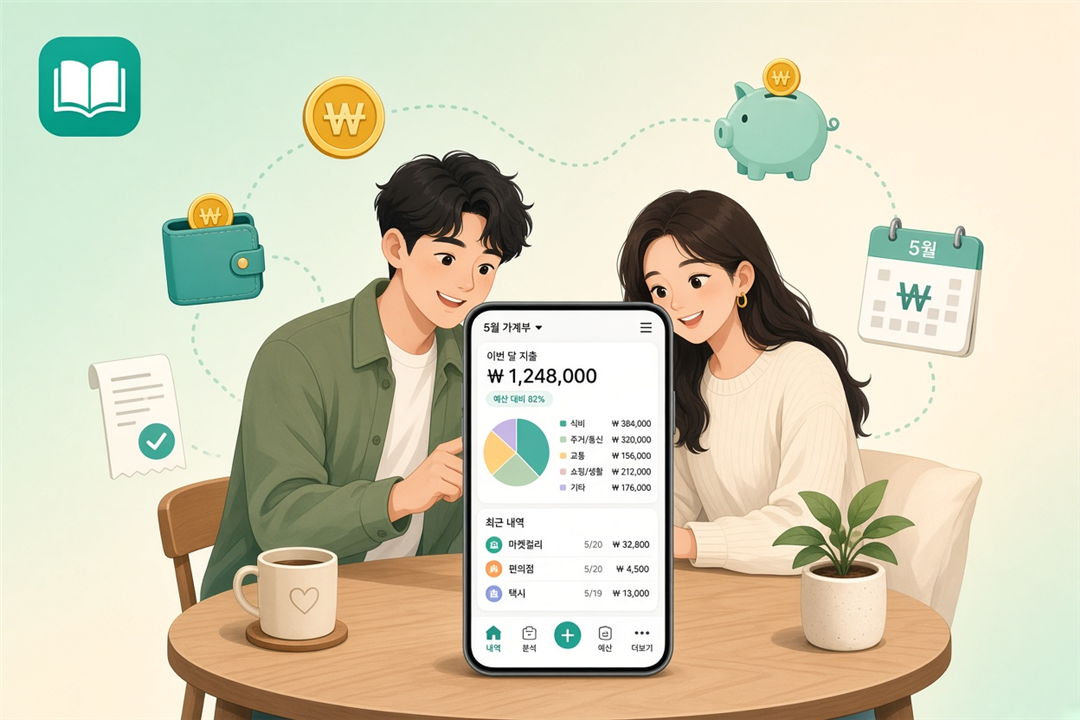 ₩
₩
₩
5월
₩
5월 가계부
이번 달 지출
₩ 1,248,000
예산 대비 82%
식비 ₩ 384,000
주거/통신 ₩ 320,000
교통 ₩ 156,000
쇼핑/생활 ₩ 212,000
기타 ₩ 176,000
최근 내역
마켓컬리 5/20 ₩ 32,800
편의점 5/20 ₩ 4,500
택시 5/19 ₩ 13,000
내역 분석 + 예산 더보기